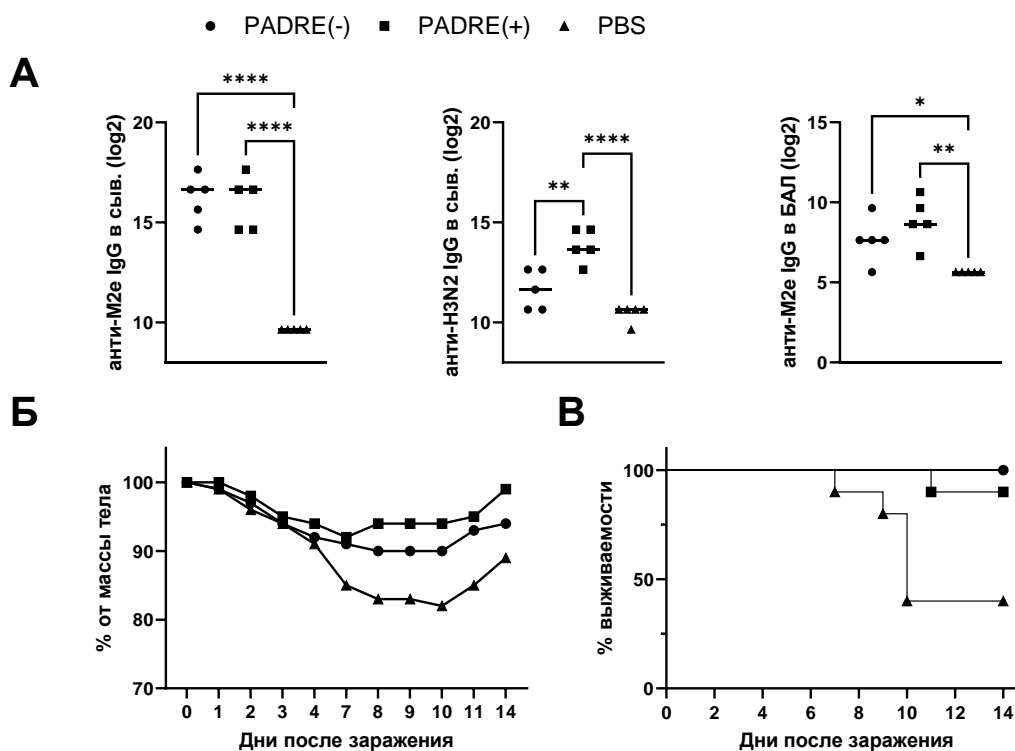 PADRE(-) PADRE(+) PBS
А
анти-M2e IgG в сыв. (log2)
20
15
10
****
****
анти-H3N2 IgG в сыв. (log2)
20
15
10
**
****
анти-M2e IgG в БАЛ (log2)
15
10
5
0
*
**
Б
% от массы тела
100
90
80
70
0 1 2 3 4 7 8 9 10 11 14
Дни после заражения
В
% выживаемости
100
50
0
0 2 4 6 8 10 12 14
Дни после заражения